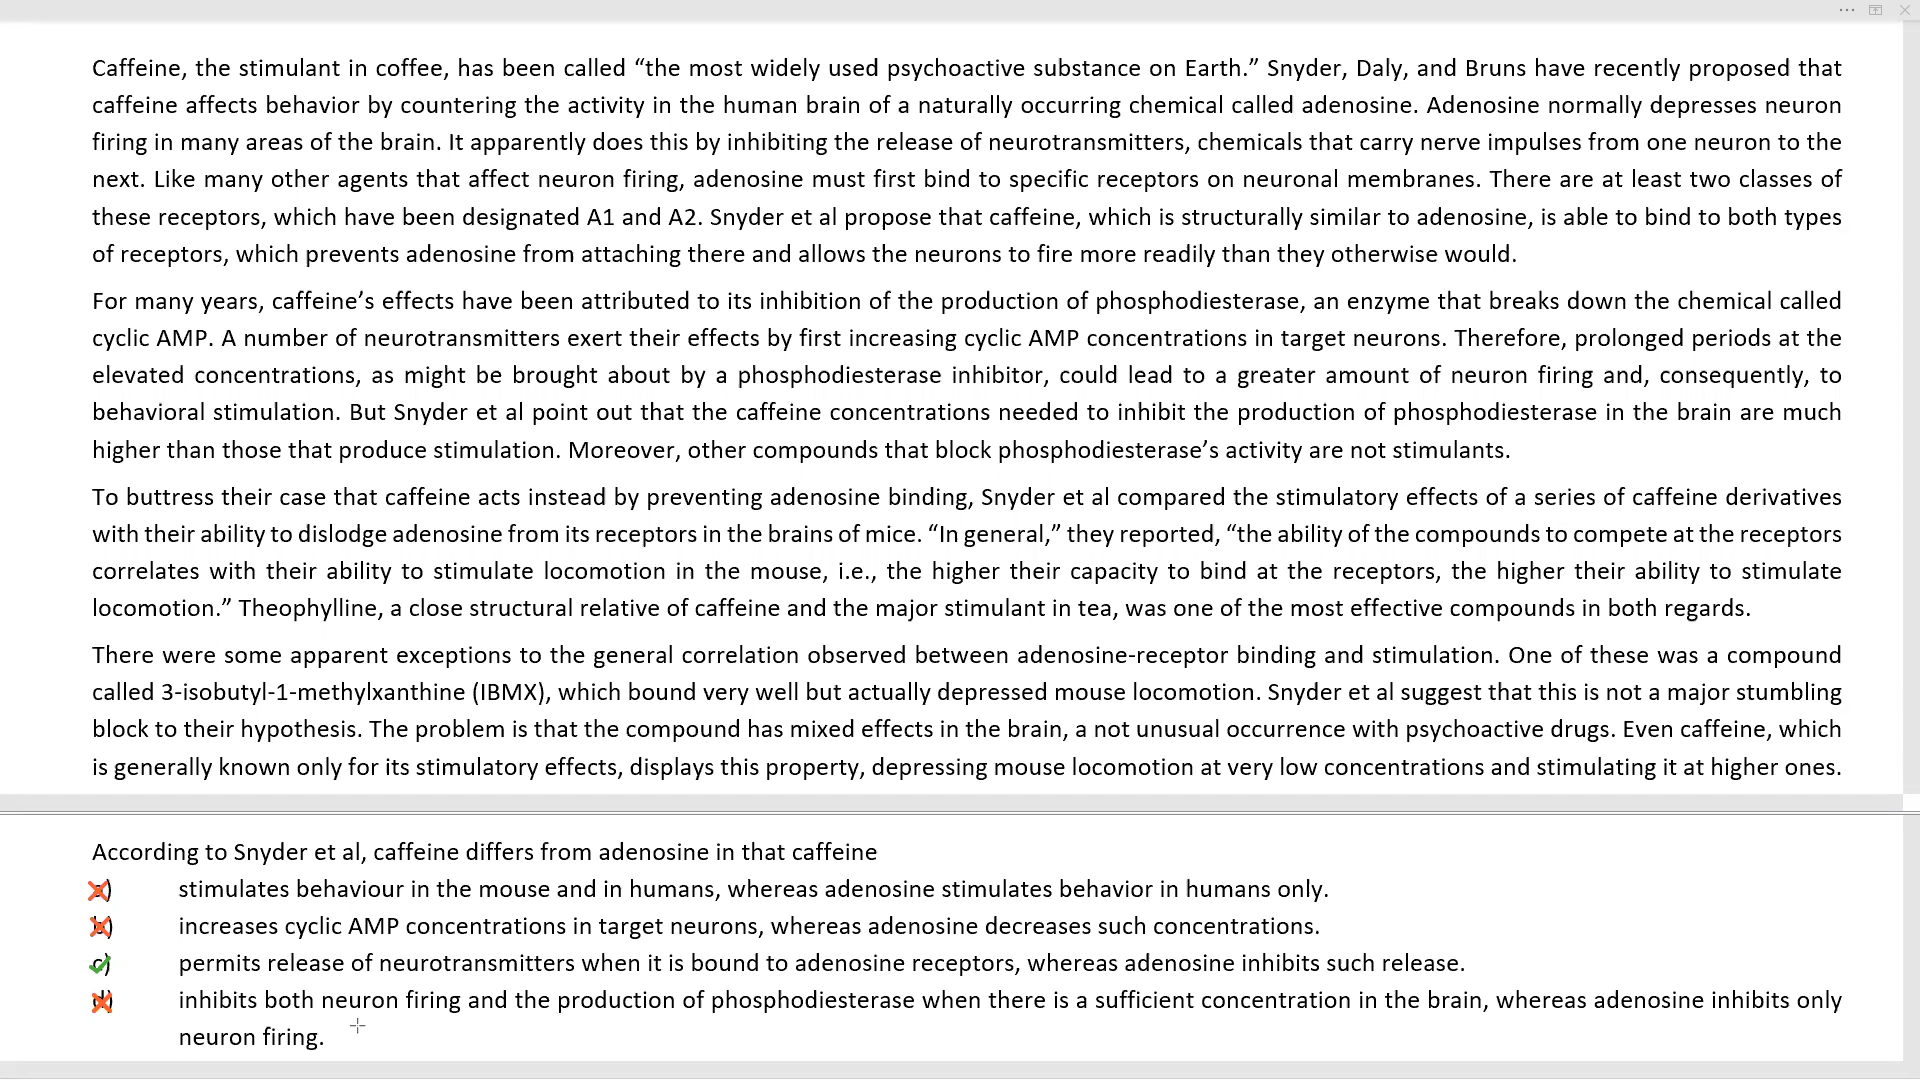 Caffeine, the stimulant in coffee, has been called “the most widely used psychoactive substance on Earth.” Snyder, Daly, and Bruns have recently proposed that
caffeine affects behavior by countering the activity in the human brain of a naturally occurring chemical called adenosine. Adenosine normally depresses neuron
firing in many areas of the brain. It apparently does this by inhibiting the release of neurotransmitters, chemicals that carry nerve impulses from one neuron to the
next. Like many other agents that affect neuron firing, adenosine must first bind to specific receptors on neuronal membranes. There are at least two classes of
these receptors, which have been designated A1 and A2. Snyder et al propose that caffeine, which is structurally similar to adenosine, is able to bind to both types
of receptors, which prevents adenosine from attaching there and allows the neurons to fire more readily than they otherwise would.
For many years, caffeine’s effects have been attributed to its inhibition of the production of phosphodiesterase, an enzyme that breaks down the chemical called
cyclic AMP. A number of neurotransmitters exert their effects by first increasing cyclic AMP concentrations in target neurons. Therefore, prolonged periods at the
elevated concentrations, as might be brought about by a phosphodiesterase inhibitor, could lead to a greater amount of neuron firing and, consequently, to
behavioral stimulation. But Snyder et al point out that the caffeine concentrations needed to inhibit the production of phosphodiesterase in the brain are much
higher than those that produce stimulation. Moreover, other compounds that block phosphodiesterase’s activity are not stimulants.
To buttress their case that caffeine acts instead by preventing adenosine binding, Snyder et al compared the stimulatory effects of a series of caffeine derivatives
with their ability to dislodge adenosine from its receptors in the brains of mice. “In general,” they reported, “the ability of the compounds to compete at the receptors
correlates with their ability to stimulate locomotion in the mouse, i.e., the higher their capacity to bind at the receptors, the higher their ability to stimulate
locomotion.” Theophylline, a close structural relative of caffeine and the major stimulant in tea, was one of the most effective compounds in both regards.
There were some apparent exceptions to the general correlation observed between adenosine-receptor binding and stimulation. One of these was a compound
called 3-isobutyl-1-methylxanthine (IBMX), which bound very well but actually depressed mouse locomotion. Snyder et al suggest that this is not a major stumbling
block to their hypothesis. The problem is that the compound has mixed effects in the brain, a not unusual occurrence with psychoactive drugs. Even caffeine, which
is generally known only for its stimulatory effects, displays this property, depressing mouse locomotion at very low concentrations and stimulating it at higher ones.
According to Snyder et al, caffeine differs from adenosine in that caffeine
a) stimulates behaviour in the mouse and in humans, whereas adenosine stimulates behavior in humans only.
b) increases cyclic AMP concentrations in target neurons, whereas adenosine decreases such concentrations.
c) permits release of neurotransmitters when it is bound to adenosine receptors, whereas adenosine inhibits such release.
d) inhibits both neuron firing and the production of phosphodiesterase when there is a sufficient concentration in the brain, whereas adenosine inhibits only
neuron firing.